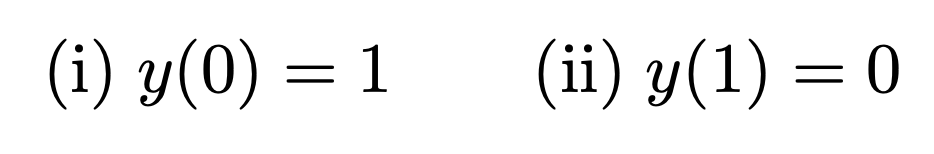 (i) y(0) = 1 (ii) y(1) = 0